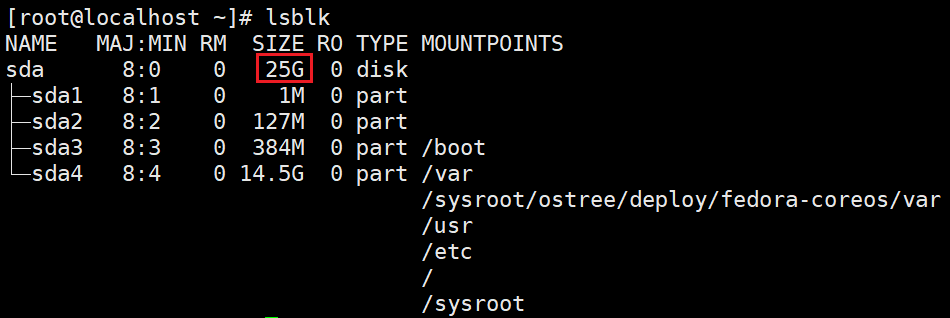 [root@localhost ~]# lsblk
NAME   MAJ:MIN RM  SIZE RO TYPE MOUNTPOINTS
sda      8:0    0   25G  0 disk
├─sda1   8:1    0    1M  0 part
├─sda2   8:2    0  127M  0 part
├─sda3   8:3    0  384M  0 part /boot
└─sda4   8:4    0 14.5G  0 part /var
/sysroot/ostree/deploy/fedora-coreos/var
/usr
/etc
/
/sysroot